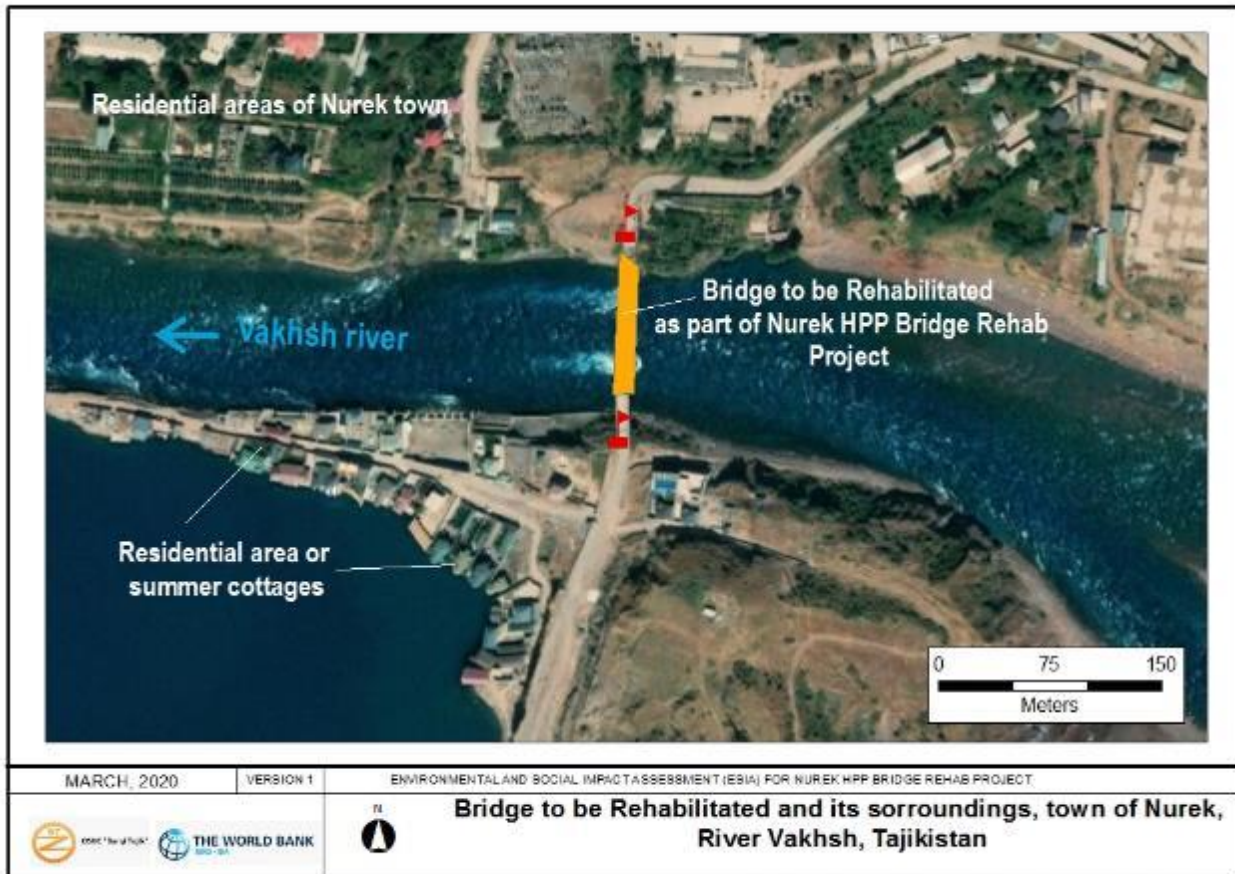 Residential areas of Nurek town
Bridge to be Rehabilitated
as part of Nurek HPP Bridge Rehab
Project
Vakhsh river
Residential area or
summer cottages
0 75 150
Meters
MARCH, 2020
VERSION 1
ENVIRONMENTAL AND SOCIAL IMPACT ASSESSMENT (ESIA) FOR NUREK HPP BRIDGE REHAB PROJECT
THE WORLD BANK
N
Bridge to be Rehabilitated and its sorroundings, town of Nurek,
River Vakhsh, Tajikistan